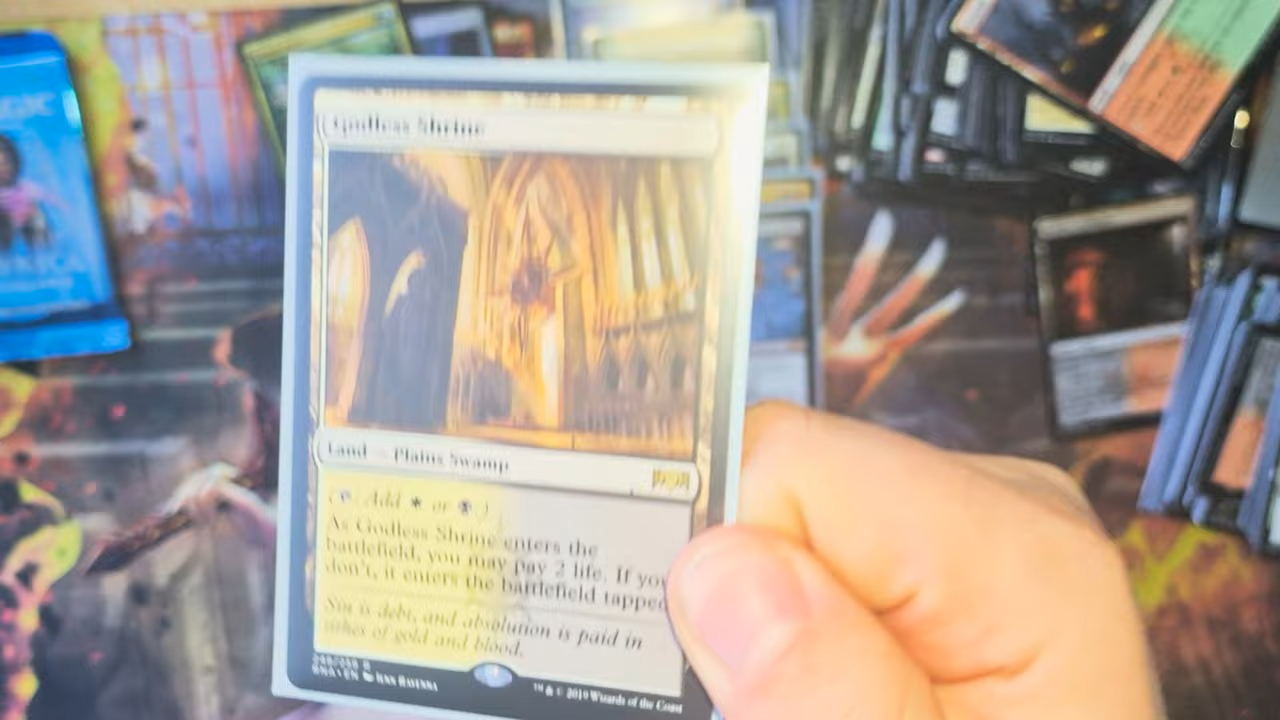 Godless Shrine
Land — Plains Swamp
( : Add or .)
As Godless Shrine enters the
battlefield, you may pay 2 life. If you
don't, it enters the battlefield tapped
Sin is debt, and absolution is paid in
tithes of gold and blood.
RNA • EN
™ & © 2019 Wizards of the Coast